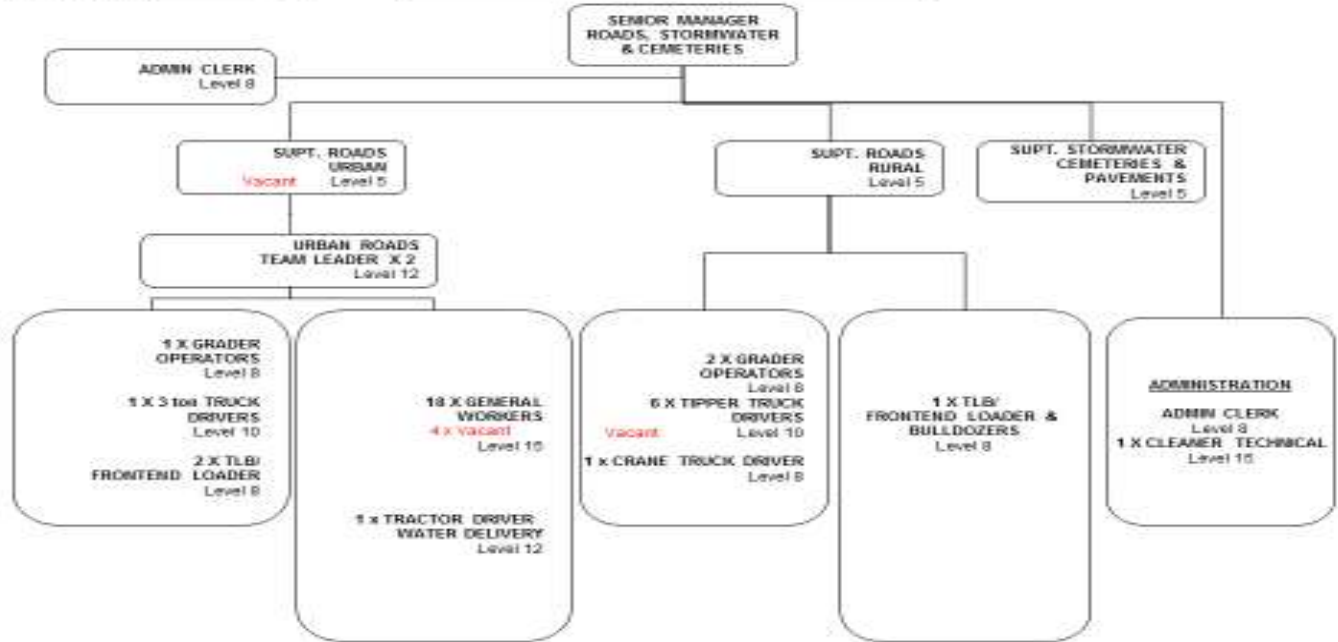 SENIOR MANAGER
ROADS, STORMWATER
& CEMETERIES
ADMIN CLERK
Level 8
SUPT. ROADS
URBAN
Vacant Level 5
SUPT. ROADS
RURAL
Level 5
SUPT. STORMWATER
CEMETERIES &
PAVEMENTS
Level 5
URBAN ROADS
TEAM LEADER X 2
Level 12
1 X GRADER
OPERATORS
Level 8
1 X 3 ton TRUCK
DRIVERS
Level 10
2 X TLB/
FRONTEND LOADER
Level 8
18 X GENERAL
WORKERS
4 x Vacant
Level 15
1 x TRACTOR DRIVER
WATER DELIVERY
Level 12
2 X GRADER
OPERATORS
Level 8
6 X TIPPER TRUCK
DRIVERS
Vacant Level 10
1 x CRANE TRUCK DRIVER
Level 8
1 X TLB/
FRONTEND LOADER &
BULLDOZERS
Level 8
ADMINISTRATION
ADMIN CLERK
Level 8
1 X CLEANER TECHNICAL
Level 15